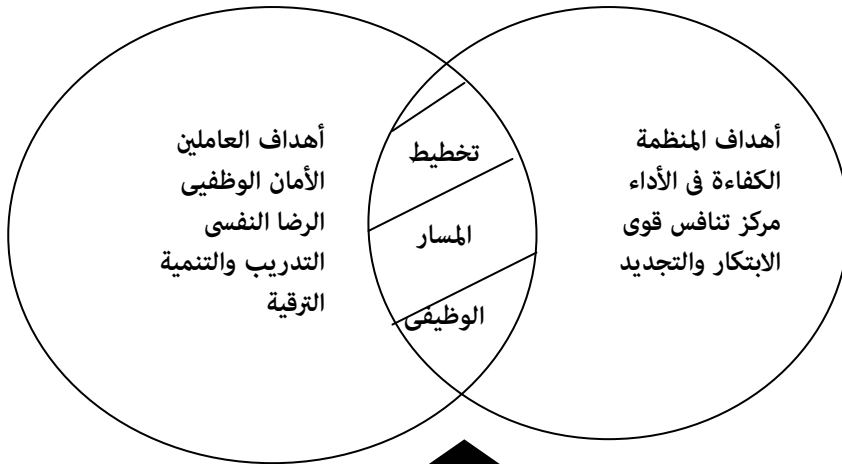 أهداف المنظمة
الكفاءة فى الأداء
مركز تنافس قوى
الابتكار والتجديد
تخطيط
المسار
الوظيفى
أهداف العاملين
الأمان الوظفيى
الرضا النفسى
التدريب والتنمية
الترقية